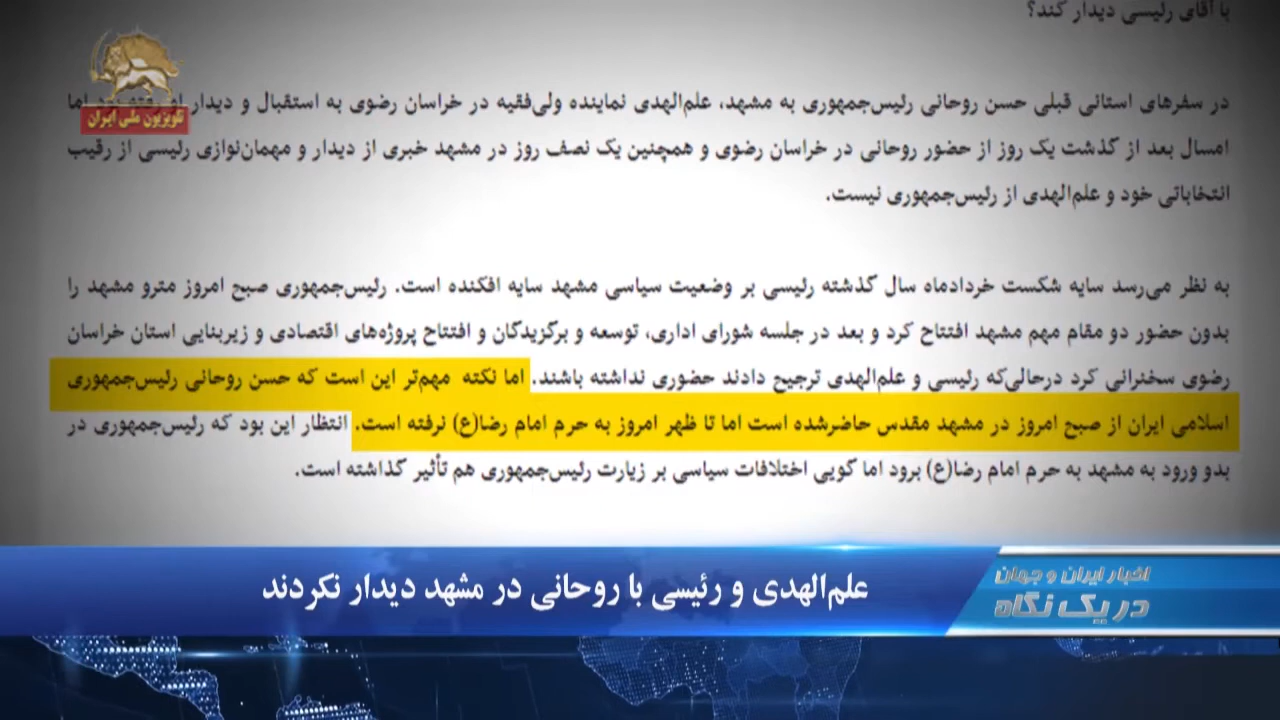 با آقای رئیسی دیدار کند؟
تلویزیون ملی ایران
در سفرهای استانی قبلی حسن روحانی رئیس‌جمهوری به مشهد، علم‌الهدی نماینده ولی‌فقیه در خراسان رضوی به استقبال و دیدار اما
امسال بعد از گذشت یک روز از حضور روحانی در خراسان رضوی و همچنین یک نصف روز در مشهد خبری از دیدار و مهمان‌نوازی رئیسی از رقیب
انتخاباتی خود و علم‌الهدی از رئیس‌جمهوری نیست.
به نظر می‌رسد سایه شکست خردادماه سال گذشته رئیسی بر وضعیت سیاسی مشهد سایه افکنده است. رئیس‌جمهوری صبح امروز مترو مشهد را
بدون حضور دو مقام مهم مشهد افتتاح کرد و بعد در جلسه شورای اداری، توسعه و برگزیدگان و افتتاح پروژه‌های اقتصادی و زیربنایی استان خراسان
رضوی سخنرانی کرد درحالی‌که رئیسی و علم‌الهدی ترجیح دادند حضوری نداشته باشند. اما نکته مهم‌تر این است که حسن روحانی رئیس‌جمهوری
اسلامی ایران از صبح امروز در مشهد مقدس حاضرشده است اما تا ظهر امروز به حرم امام رضا(ع) نرفته است. انتظار این بود که رئیس‌جمهوری در
بدو ورود به مشهد به حرم امام رضا(ع) برود اما گویی اختلافات سیاسی بر زیارت رئیس‌جمهوری هم تأثیر گذاشته است.
اخبار ایران و جهان
در یک نگاه
علم‌الهدی و رئیسی با روحانی در مشهد دیدار نکردند